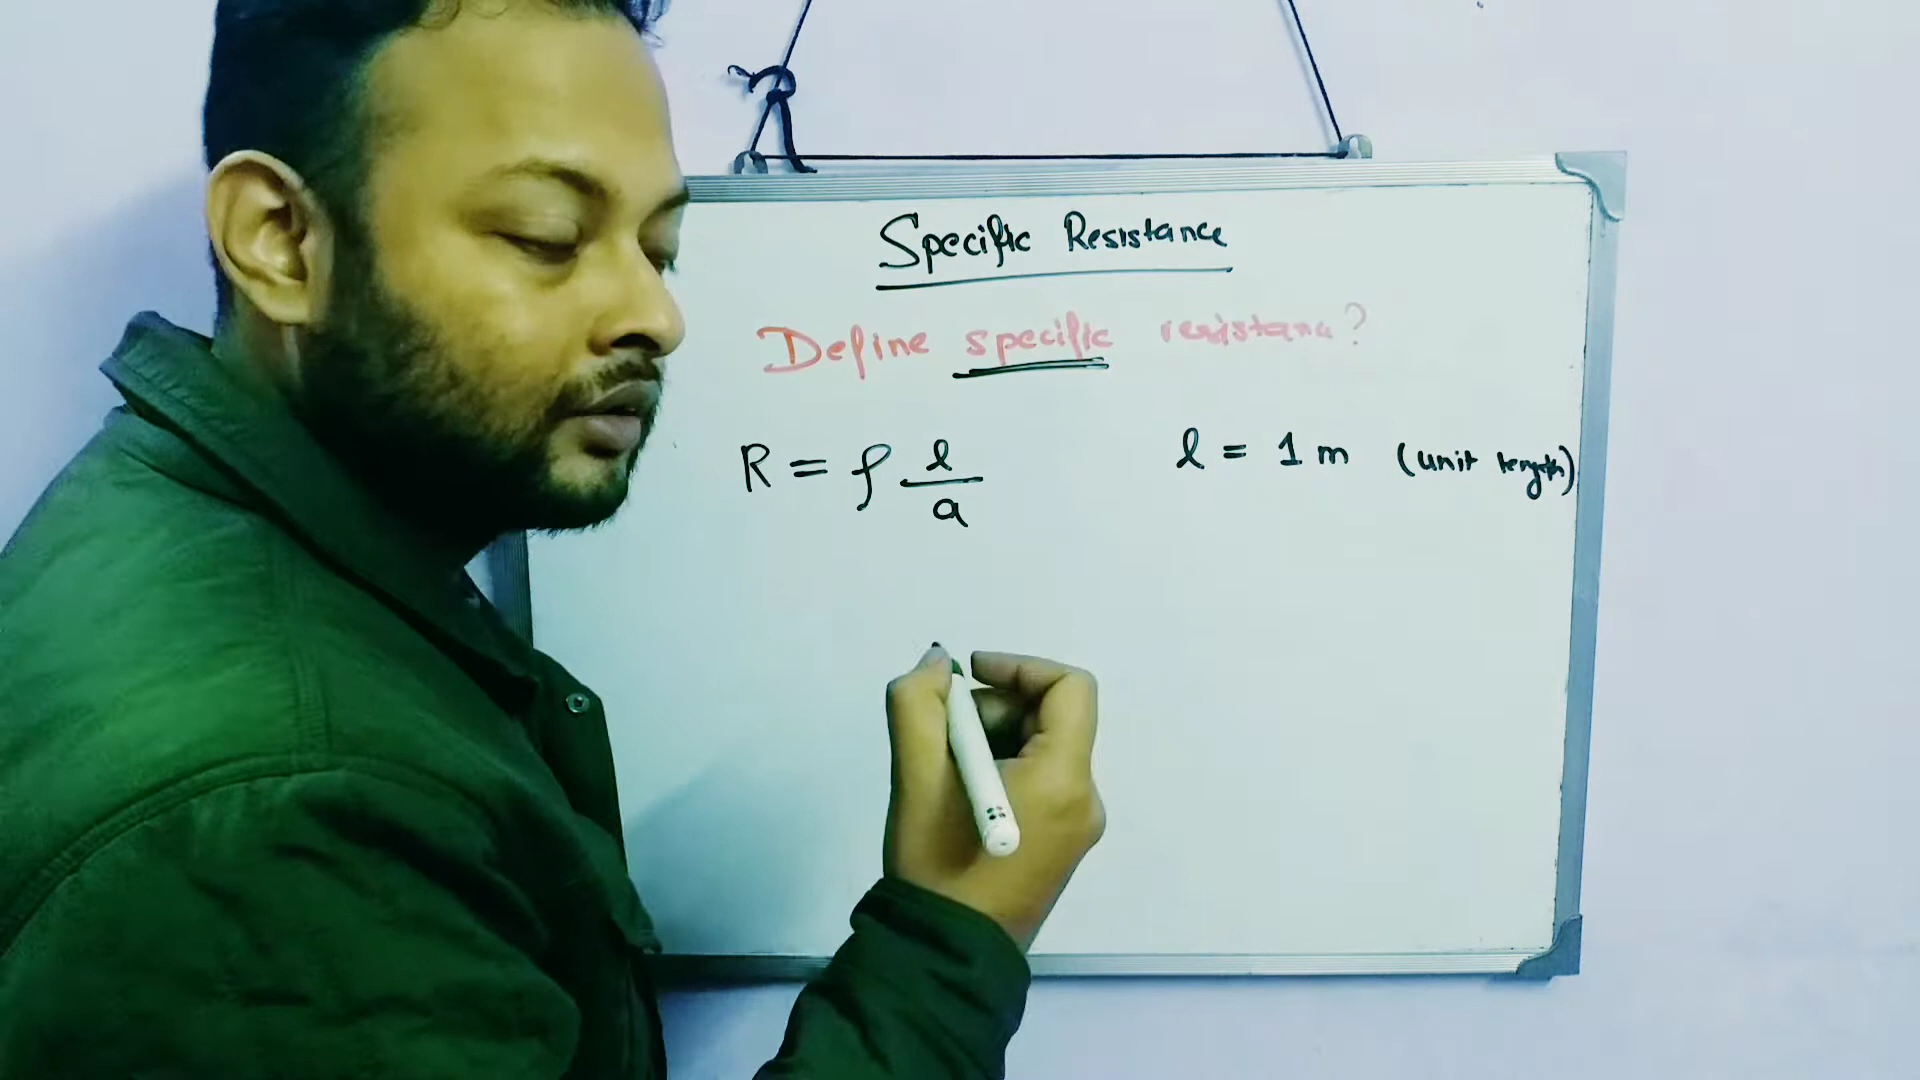 Specific Resistance
Define specific resistance?
R = ρ l/a
l = 1 m (unit length)